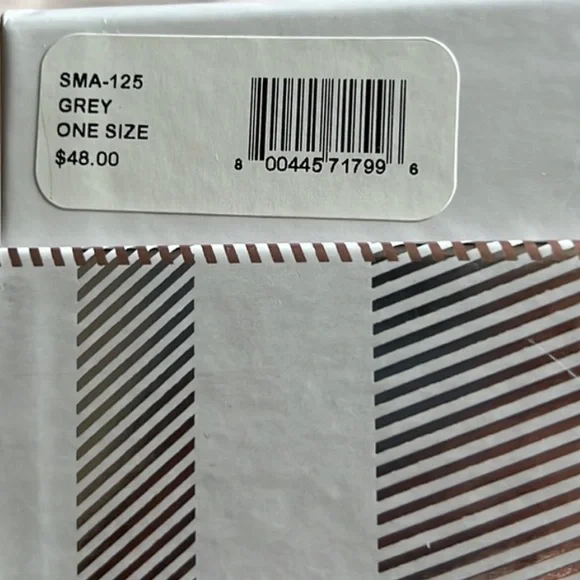 SMA-125
GREY
ONE SIZE
$48.00
8 00445 71799 6